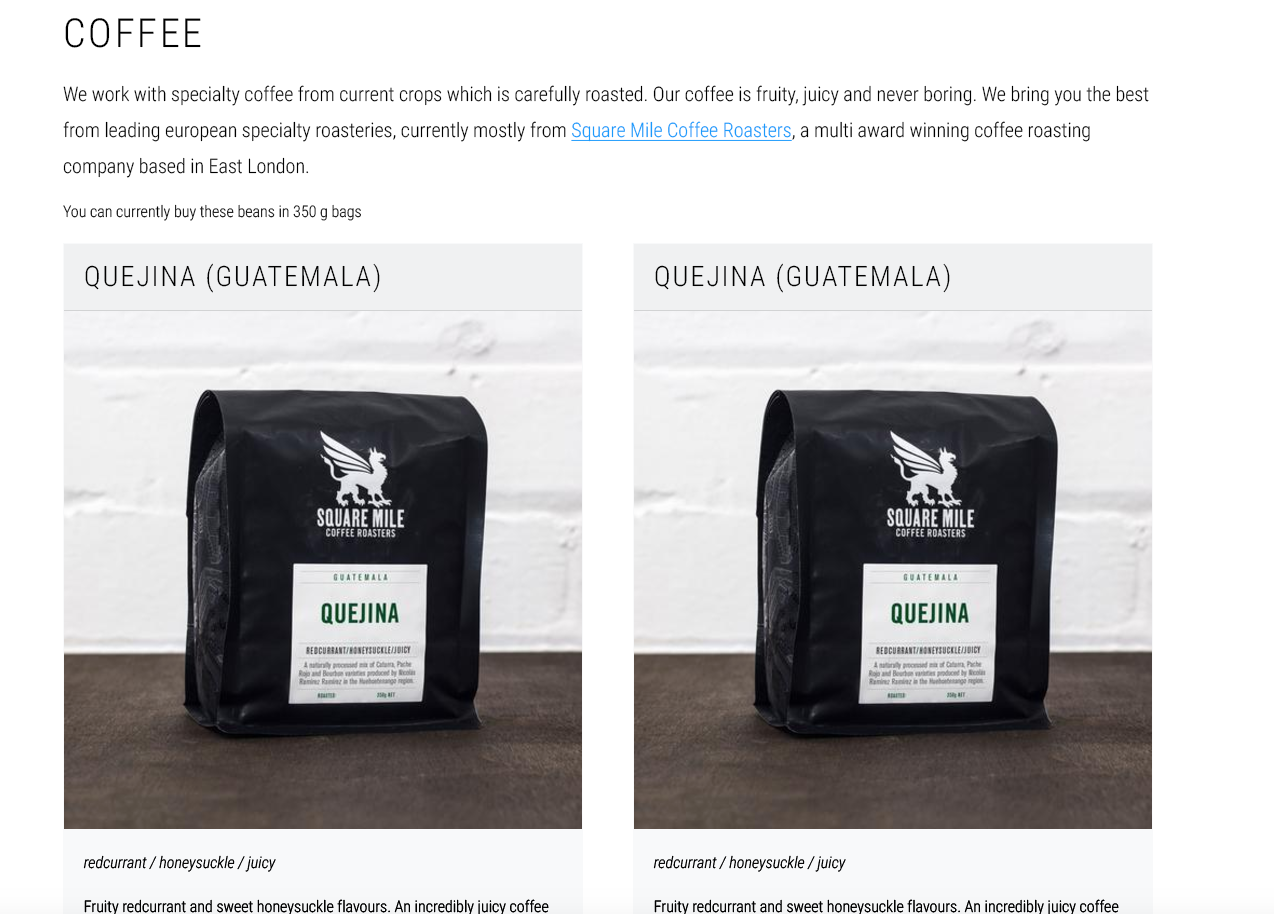 COFFEE
We work with specialty coffee from current crops which is carefully roasted. Our coffee is fruity, juicy and never boring. We bring you the best
from leading european specialty roasteries, currently mostly from Square Mile Coffee Roasters, a multi award winning coffee roasting
company based in East London.
You can currently buy these beans in 350 g bags
QUEJINA (GUATEMALA)
SQUARE MILE
COFFEE ROASTERS
GUATEMALA
QUEJINA
REDCURRANT/HONEYSUCKLE/JUICY
A naturally processed mix of Caturra, Pache
Rojo and Bourbon varieties produced by Nicolás
Ramírez Ramírez in the Huehuetenango region.
ROASTED 350g NET
redcurrant / honeysuckle / juicy
Fruity redcurrant and sweet honeysuckle flavours. An incredibly juicy coffee
QUEJINA (GUATEMALA)
SQUARE MILE
COFFEE ROASTERS
GUATEMALA
QUEJINA
REDCURRANT/HONEYSUCKLE/JUICY
A naturally processed mix of Caturra, Pache
Rojo and Bourbon varieties produced by Nicolás
Ramírez Ramírez in the Huehuetenango region.
ROASTED 350g NET
redcurrant / honeysuckle / juicy
Fruity redcurrant and sweet honeysuckle flavours. An incredibly juicy coffee